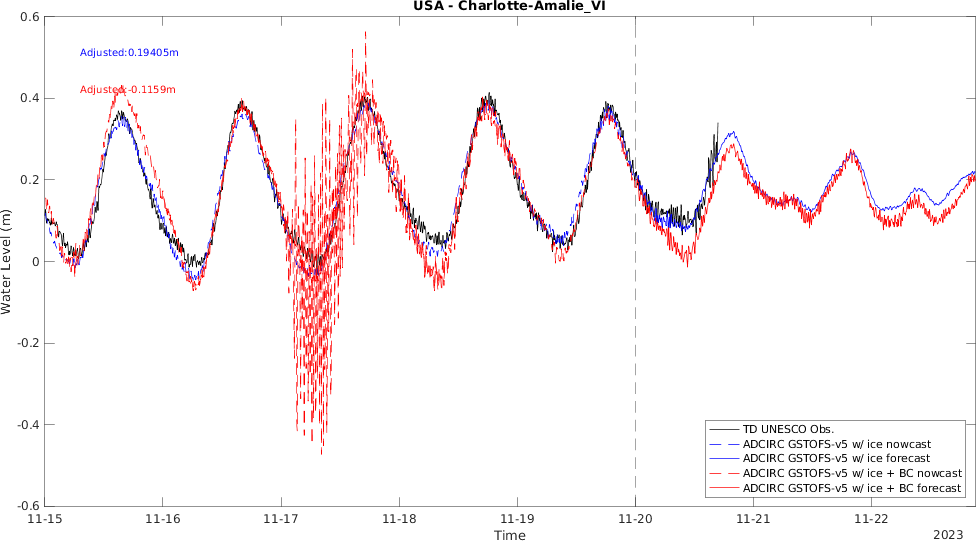 USA - Charlotte-Amalie_VI
0.6
Adjusted:0.19405m
Adjusted:-0.1159m
0.4
0.2
0
-0.2
-0.4
-0.6
Water Level (m)
TD UNESCO Obs.
ADCIRC GSTOFS-v5 w/ ice nowcast
ADCIRC GSTOFS-v5 w/ ice forecast
ADCIRC GSTOFS-v5 w/ ice + BC nowcast
ADCIRC GSTOFS-v5 w/ ice + BC forecast
11-15 11-16 11-17 11-18 11-19 11-20 11-21 11-22
Time
2023